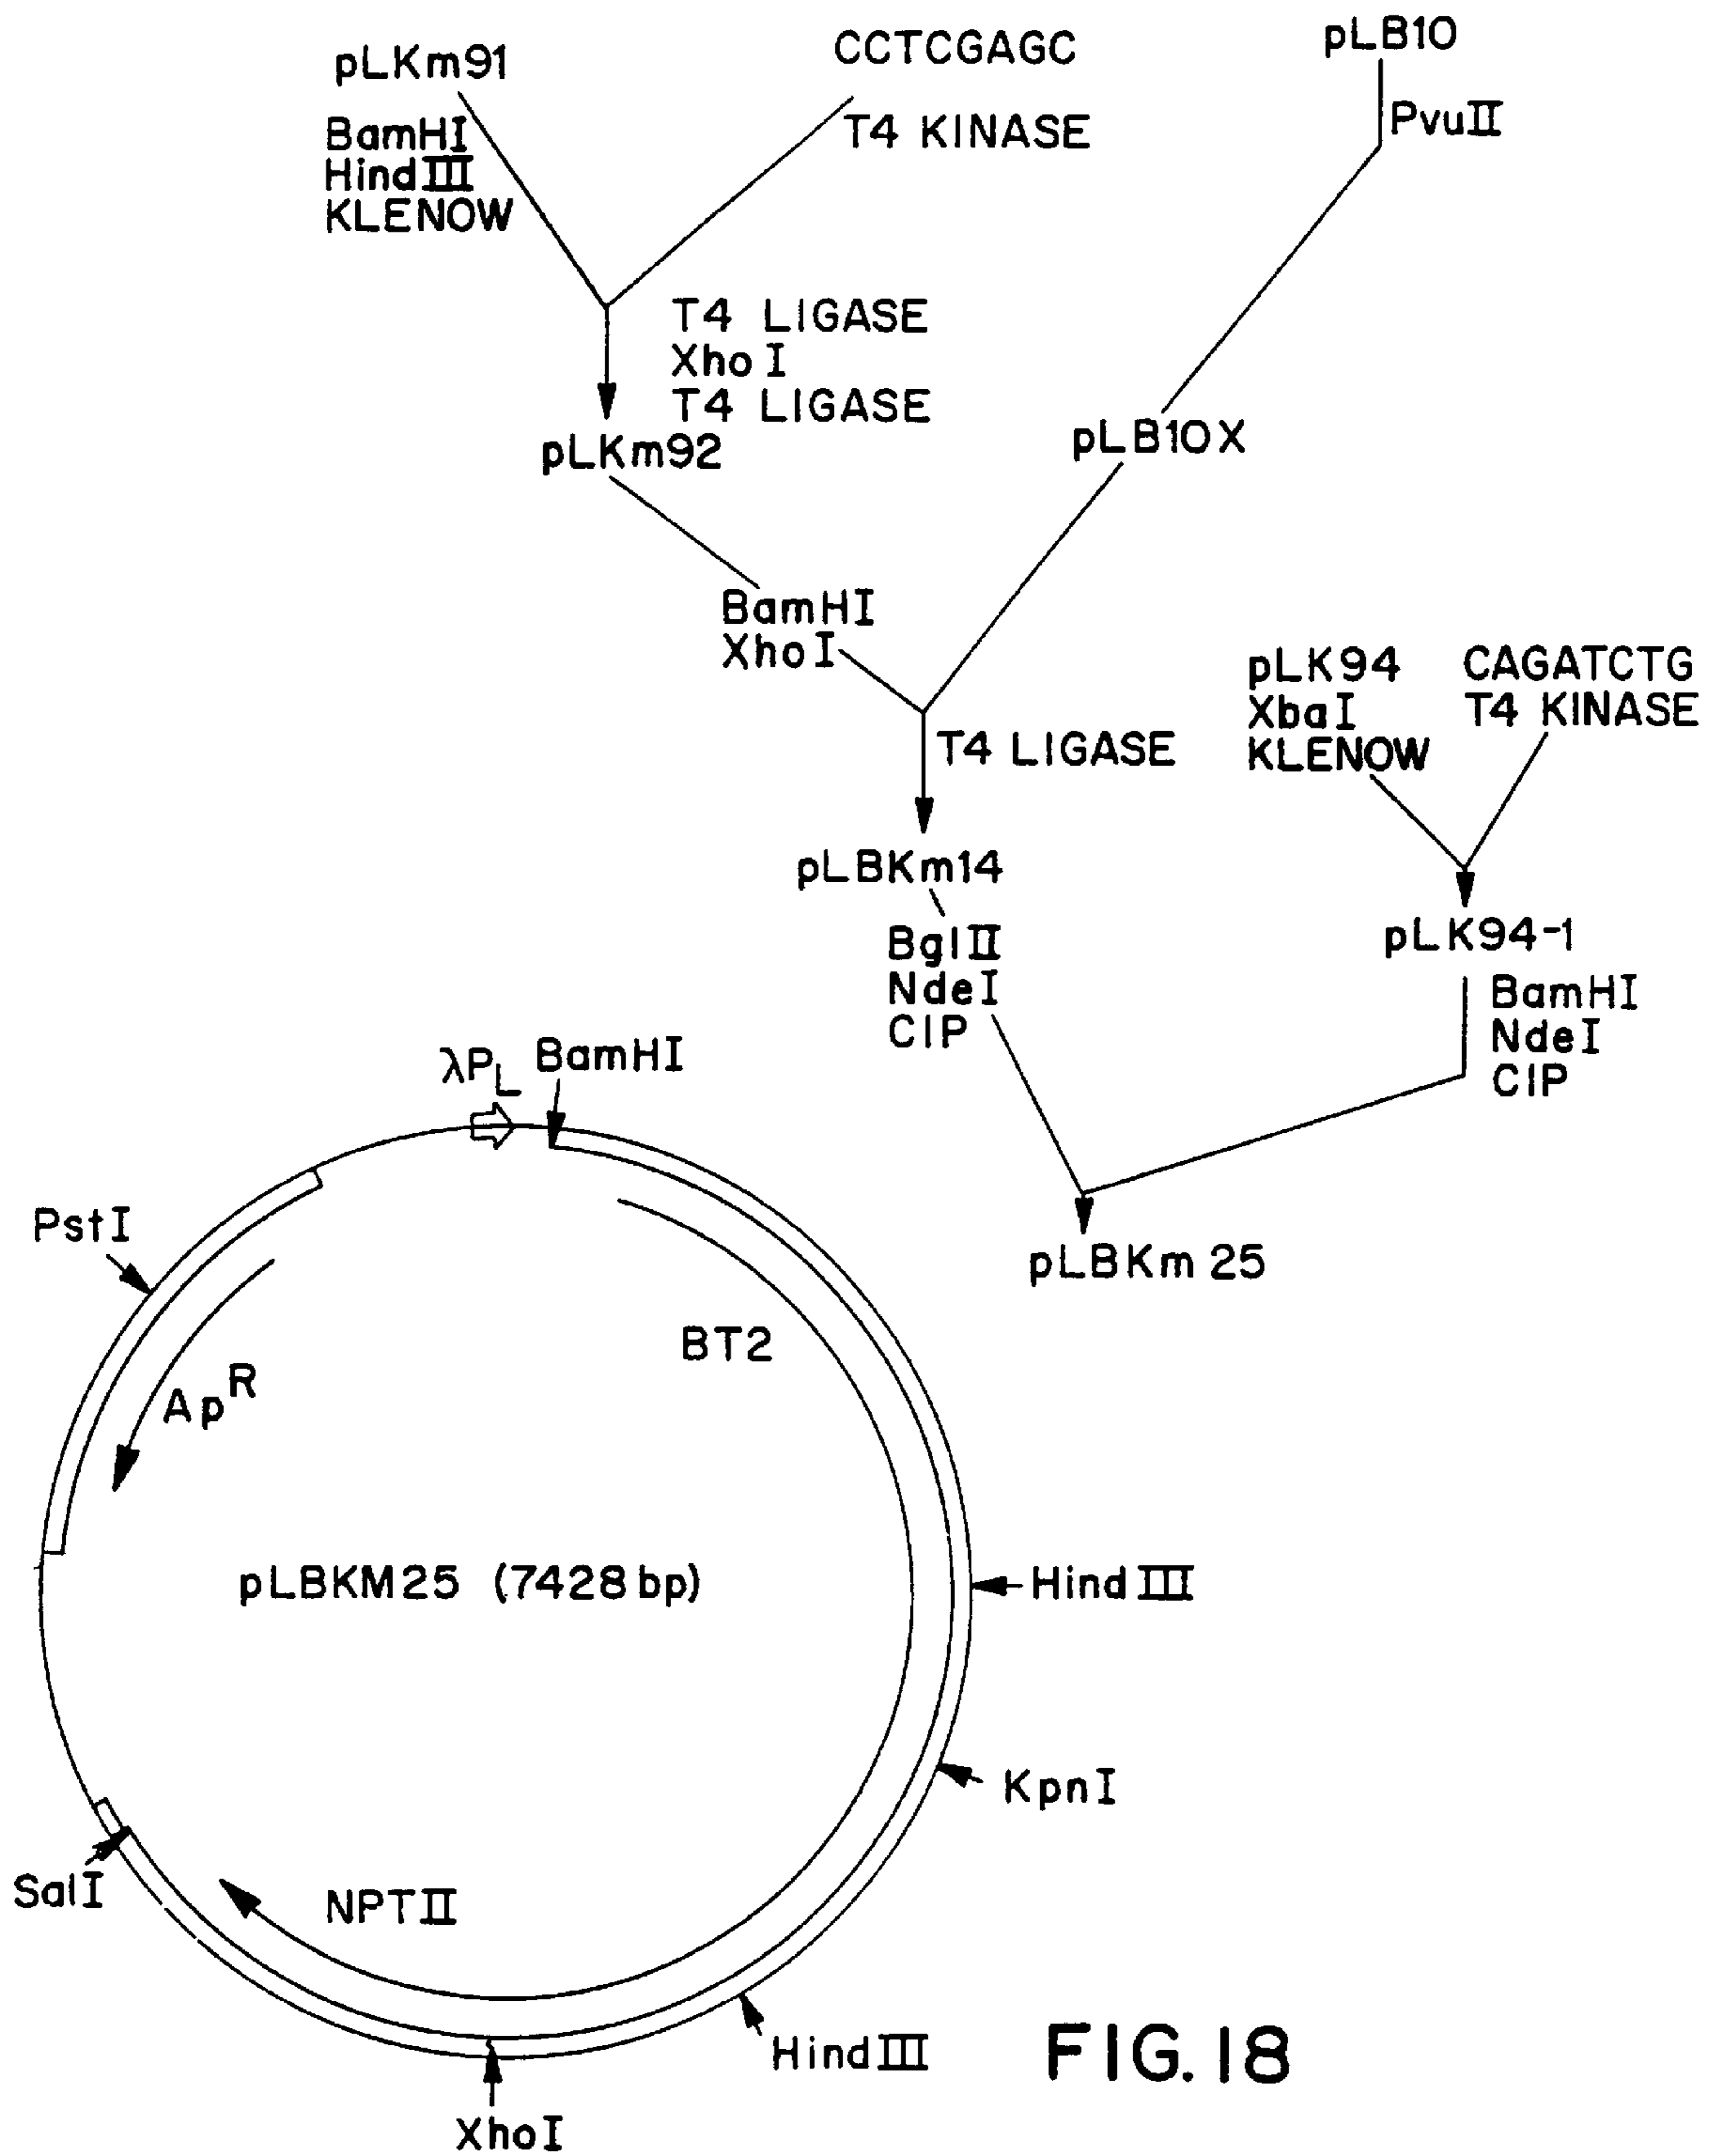 pLKm91
CCTCGAGC
pLB10
BamHI
HindIII
KLENOW
T4 KINASE
PvuII
T4 LIGASE
XhoI
T4 LIGASE
pLKm92
pLB10X
BamHI
XhoI
T4 LIGASE
pLK94
XbaI
KLENOW
CAGATCTG
T4 KINASE
pLBKm14
pLK94-1
BglII
NdeI
CIP
BamHI
NdeI
CIP
pLBKm 25
λPL
BamHI
PstI
ApR
BT2
pLBKM25 (7428bp)
HindIII
KpnI
SalI
NPTII
HindIII
XhoI
FIG. 18